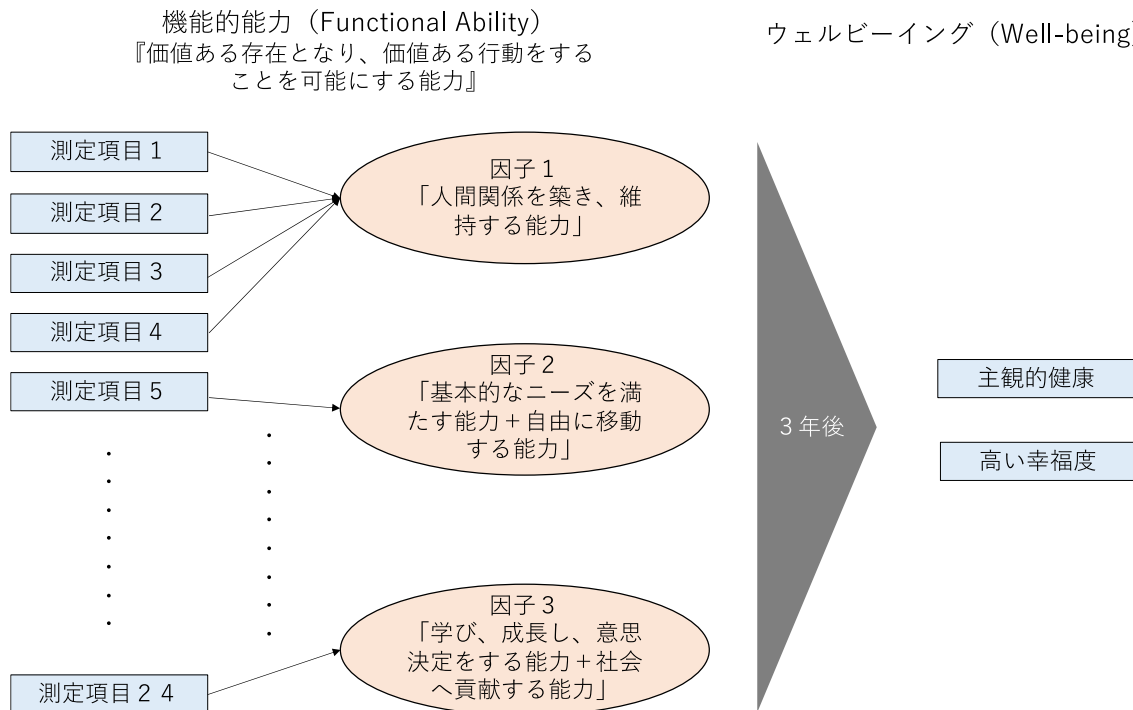 機能的能力（Functional Ability）
『価値ある存在となり、価値ある行動をする
ことを可能にする能力』
ウェルビーイング（Well-being）
測定項目１
測定項目２
測定項目３
測定項目４
測定項目５
測定項目２４
因子１
「人間関係を築き、維
持する能力」
因子２
「基本的なニーズを満
たす能力＋自由に移動
する能力」
因子３
「学び、成長し、意思
決定をする能力＋社会
へ貢献する能力」
３年後
主観的健康
高い幸福度